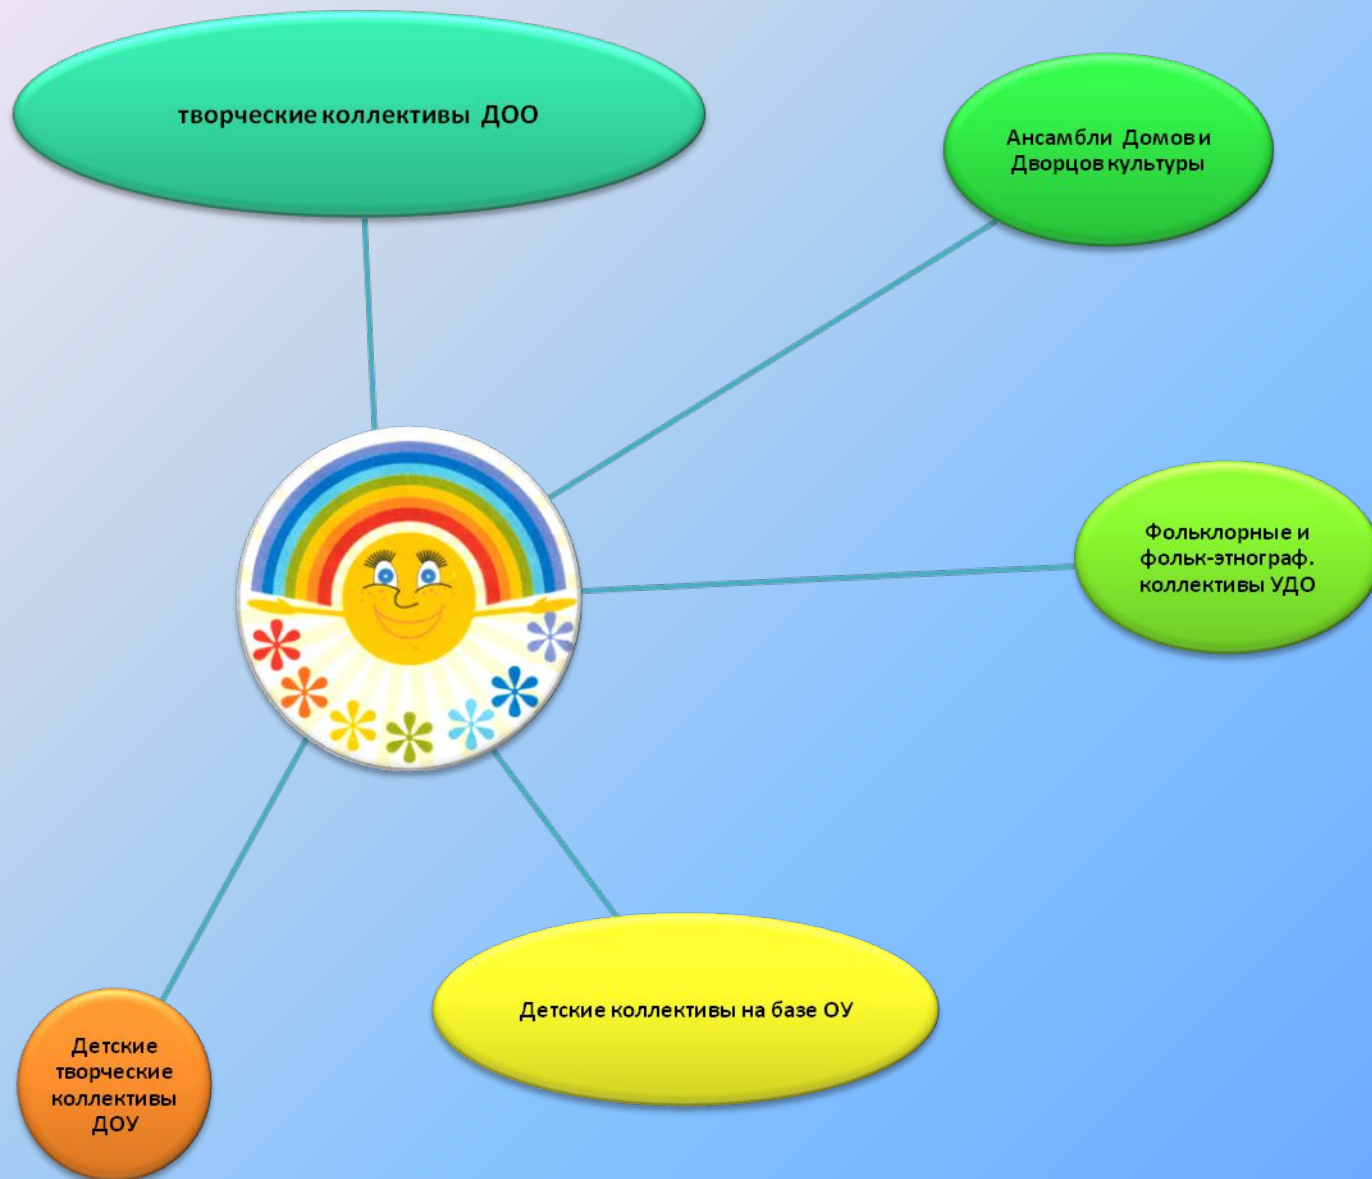 творческие коллективы ДОО
Ансамбли Домов и
Дворцов культуры
Фольклорные и
фольк-этнограф.
коллективы УДО
Детские коллективы на базе ОУ
Детские
творческие
коллективы
ДОУ